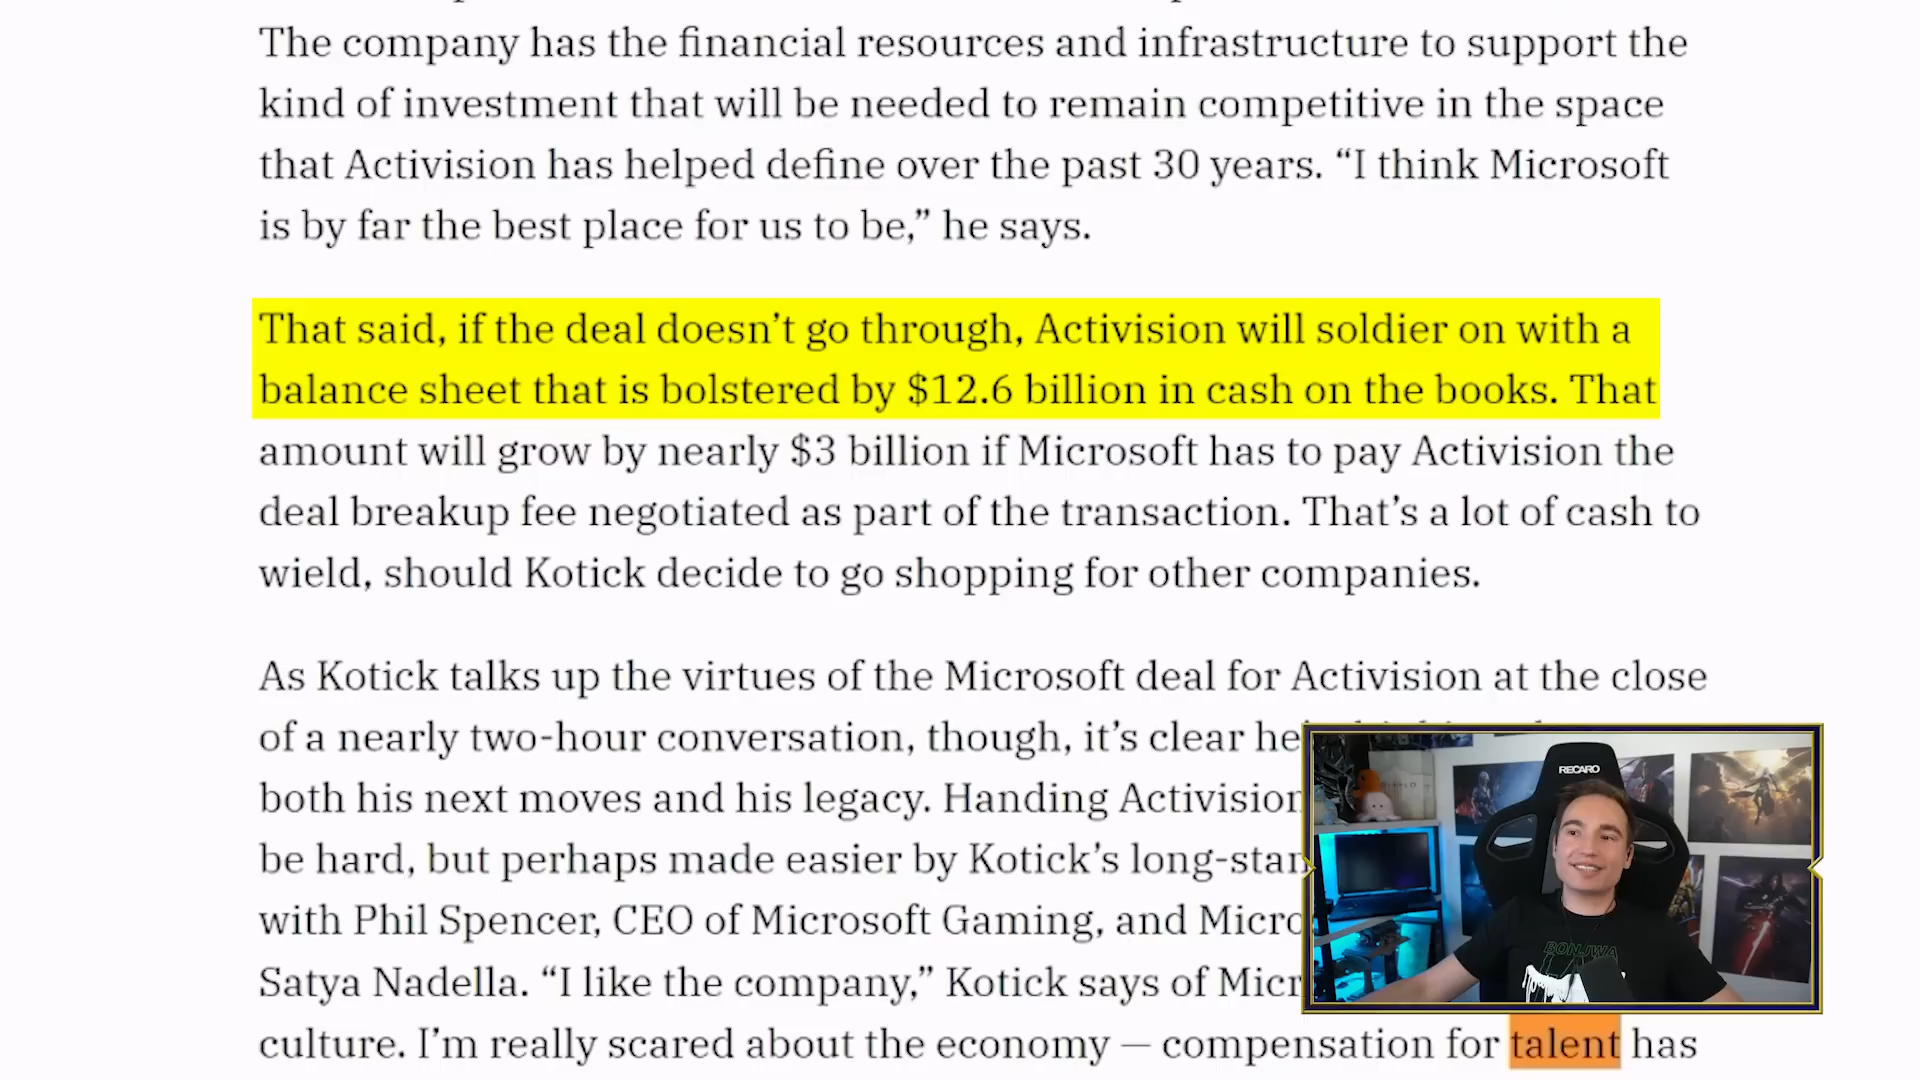 The company has the financial resources and infrastructure to support the
kind of investment that will be needed to remain competitive in the space
that Activision has helped define over the past 30 years. “I think Microsoft
is by far the best place for us to be,” he says.
That said, if the deal doesn’t go through, Activision will soldier on with a
balance sheet that is bolstered by $12.6 billion in cash on the books. That
amount will grow by nearly $3 billion if Microsoft has to pay Activision the
deal breakup fee negotiated as part of the transaction. That’s a lot of cash to
wield, should Kotick decide to go shopping for other companies.
As Kotick talks up the virtues of the Microsoft deal for Activision at the close
of a nearly two-hour conversation, though, it’s clear he
both his next moves and his legacy. Handing Activision
be hard, but perhaps made easier by Kotick’s long-stan
with Phil Spencer, CEO of Microsoft Gaming, and Micro
Satya Nadella. “I like the company,” Kotick says of Micr
culture. I’m really scared about the economy — compensation for talent has
RECARO
BONJWA